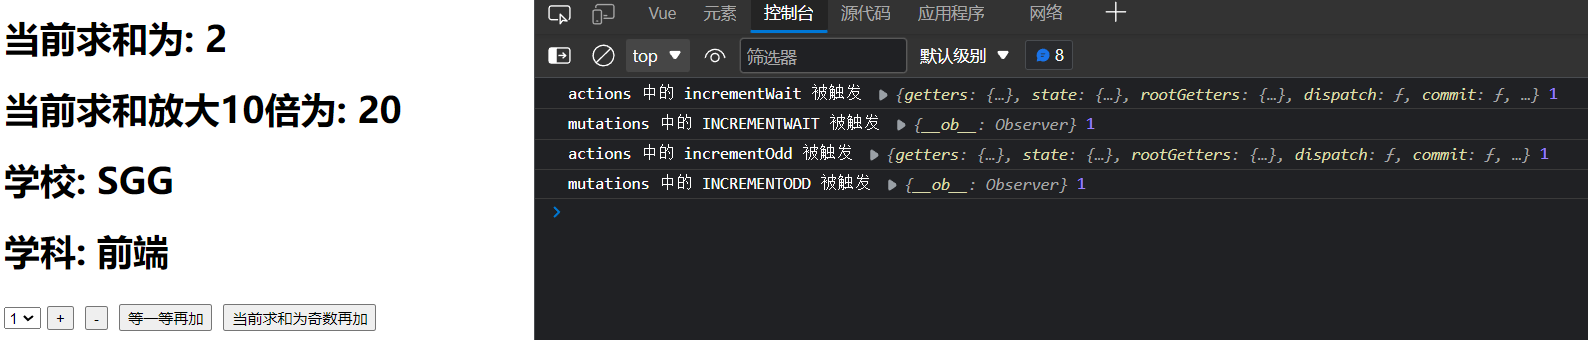 当前求和为: 2
当前求和放大10倍为: 20
学校: SGG
学科: 前端
1 + - 等一等再加 当前求和为奇数再加
Vue 元素 控制台 源代码 应用程序 网络
top 筛选器 默认级别 8
actions 中的 incrementWait 被触发 {getters: {…}, state: {…}, rootGetters: {…}, dispatch: ƒ, commit: ƒ, …} 1
mutations 中的 INCREMENTWAIT 被触发 {__ob__: Observer} 1
actions 中的 incrementOdd 被触发 {getters: {…}, state: {…}, rootGetters: {…}, dispatch: ƒ, commit: ƒ, …} 1
mutations 中的 INCREMENTODD 被触发 {__ob__: Observer} 1